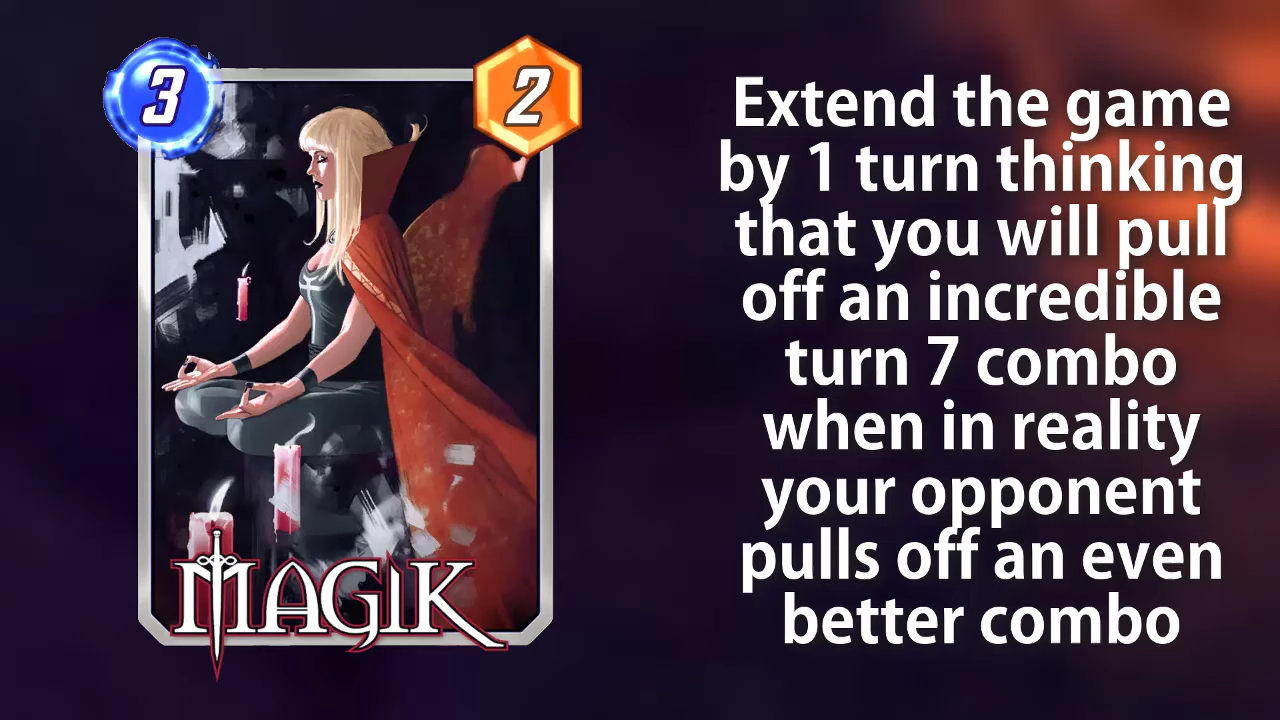 3
2
MAGIK
Extend the game
by 1 turn thinking
that you will pull
off an incredible
turn 7 combo
when in reality
your opponent
pulls off an even
better combo